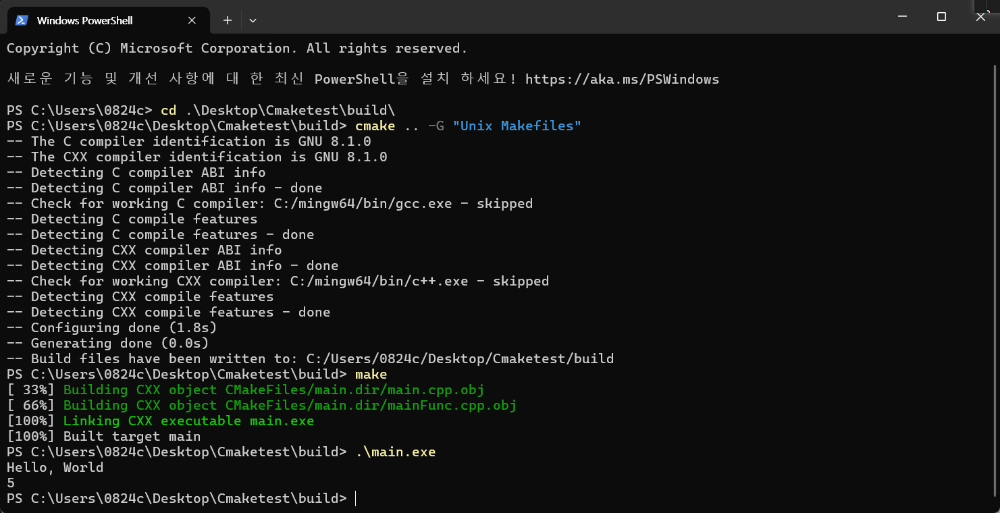 Windows PowerShell
Copyright (C) Microsoft Corporation. All rights reserved.
새로운 기능 및 개선 사항에 대 한 최신 PowerShell을 설치 하세요! https://aka.ms/PSWindows
PS C:\Users\0824c> cd .\Desktop\Cmaketest\build\
PS C:\Users\0824c\Desktop\Cmaketest\build> cmake .. -G "Unix Makefiles"
-- The C compiler identification is GNU 8.1.0
-- The CXX compiler identification is GNU 8.1.0
-- Detecting C compiler ABI info
-- Detecting C compiler ABI info - done
-- Check for working C compiler: C:/mingw64/bin/gcc.exe - skipped
-- Detecting C compile features
-- Detecting C compile features - done
-- Detecting CXX compiler ABI info
-- Detecting CXX compiler ABI info - done
-- Check for working CXX compiler: C:/mingw64/bin/c++.exe - skipped
-- Detecting CXX compile features
-- Detecting CXX compile features - done
-- Configuring done (1.8s)
-- Generating done (0.0s)
-- Build files have been written to: C:/Users/0824c/Desktop/Cmaketest/build
PS C:\Users\0824c\Desktop\Cmaketest\build> make
[ 33%] Building CXX object CMakeFiles/main.dir/main.cpp.obj
[ 66%] Building CXX object CMakeFiles/main.dir/mainFunc.cpp.obj
[100%] Linking CXX executable main.exe
[100%] Built target main
PS C:\Users\0824c\Desktop\Cmaketest\build> .\main.exe
Hello, World
5
PS C:\Users\0824c\Desktop\Cmaketest\build>